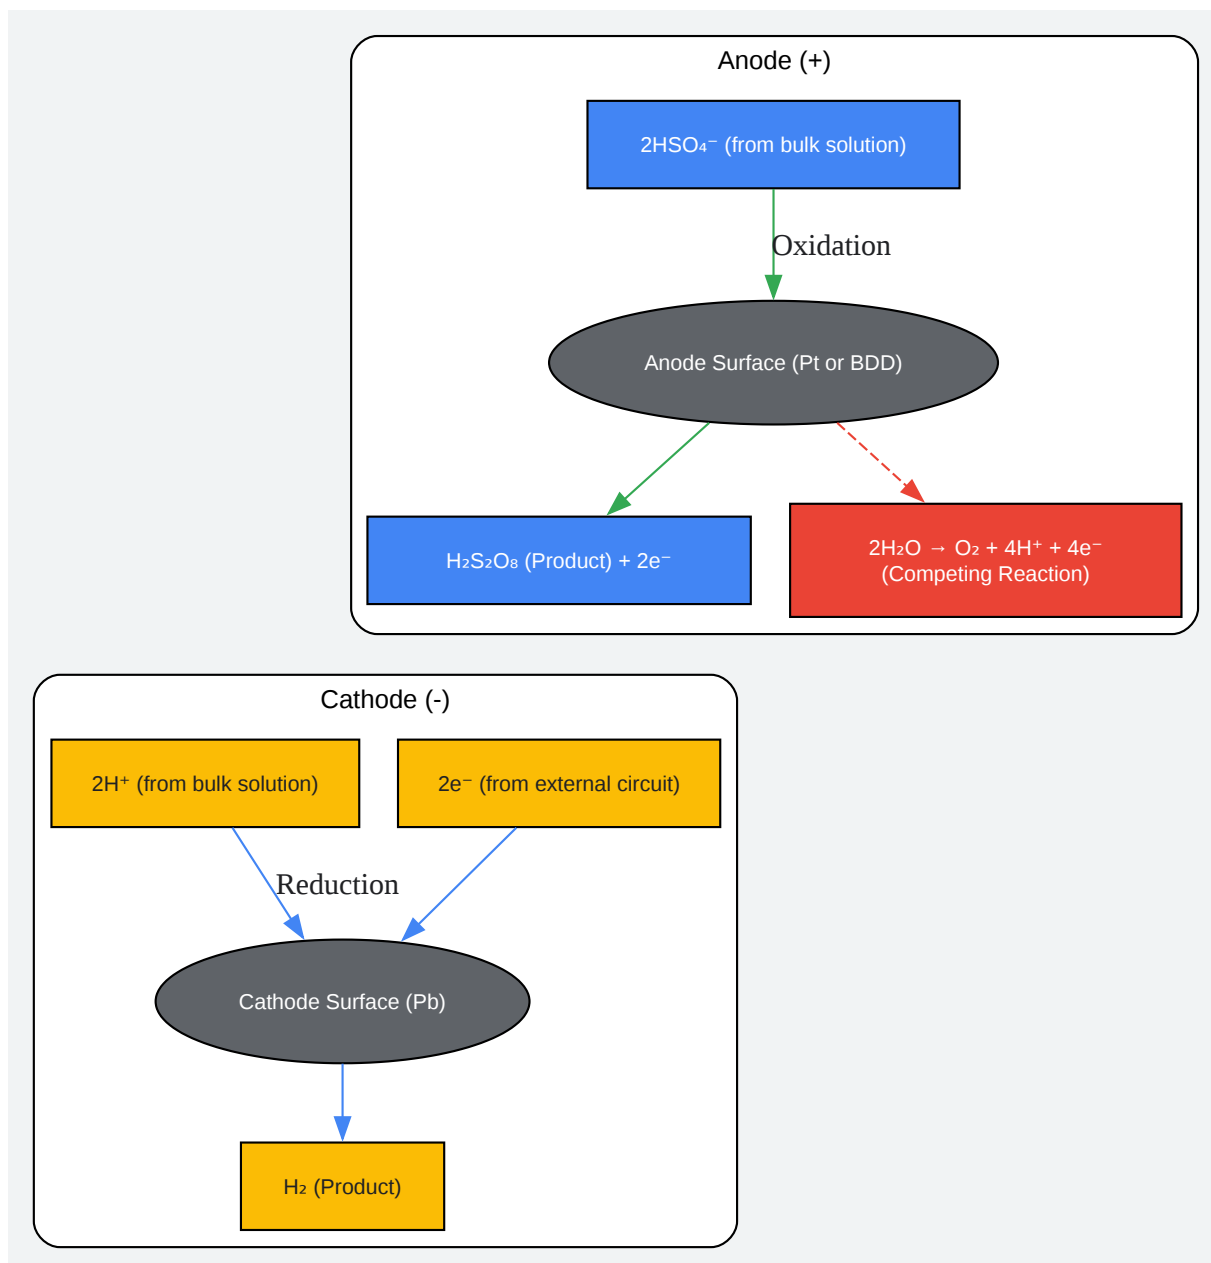 Anode (+)
2HSO₄⁻ (from bulk solution)
Oxidation
Anode Surface (Pt or BDD)
H₂S₂O₈ (Product) + 2e⁻
2H₂O → O₂ + 4H⁺ + 4e⁻
(Competing Reaction)
Cathode (-)
2H⁺ (from bulk solution)
2e⁻ (from external circuit)
Reduction
Cathode Surface (Pb)
H₂ (Product)